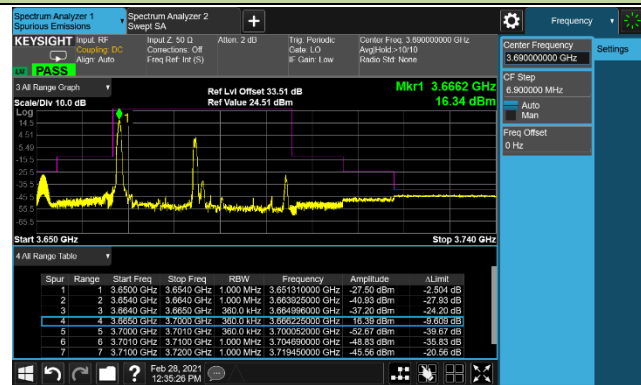 Spectrum Analyzer 1
Spurious Emissions
Spectrum Analyzer 2
Swept SA
Frequency
KEYSIGHT
Input: RF
Coupling: DC
Align: Auto
Input Z: 50 Ω
Corrections: Off
Freq Ref: Int (S)
Atten: 2 dB
Trig: Periodic
Gate: LO
IF Gain: Low
Center Freq: 3.690000000 GHz
Avg|Hold:>10/10
Radio Std: None
PASS
3 All Range Graph
Scale/Div 10.0 dB
Ref Lvl Offset 33.51 dB
Ref Value 24.51 dBm
Mkr1 3.6662 GHz
16.34 dBm
Log
14.5
4.51
-5.49
-15.5
-25.5
-35.5
-45.5
-55.5
-65.5
1
Start 3.650 GHz
Stop 3.740 GHz
4 All Range Table
Spur Range Start Freq Stop Freq RBW Frequency Amplitude ΔLimit
1 1 3.6500 GHz 3.6540 GHz 1.000 MHz 3.651310000 GHz -27.50 dBm -2.504 dB
2 2 3.6540 GHz 3.6640 GHz 1.000 MHz 3.663925000 GHz -40.93 dBm -27.93 dB
3 3 3.6640 GHz 3.6650 GHz 360.0 kHz 3.664996000 GHz -37.20 dBm -24.20 dB
4 4 3.6650 GHz 3.7000 GHz 360.0 kHz 3.666225000 GHz 16.39 dBm -9.609 dB
5 5 3.7000 GHz 3.7010 GHz 360.0 kHz 3.700052000 GHz -52.67 dBm -39.67 dB
6 6 3.7010 GHz 3.7100 GHz 1.000 MHz 3.704690000 GHz -48.83 dBm -35.83 dB
7 7 3.7100 GHz 3.7200 GHz 1.000 MHz 3.719450000 GHz -45.56 dBm -20.56 dB
Center Frequency
3.690000000 GHz
Settings
CF Step
6.900000 MHz
Auto
Man
Freq Offset
0 Hz
Feb 28, 2021
12:35:26 PM